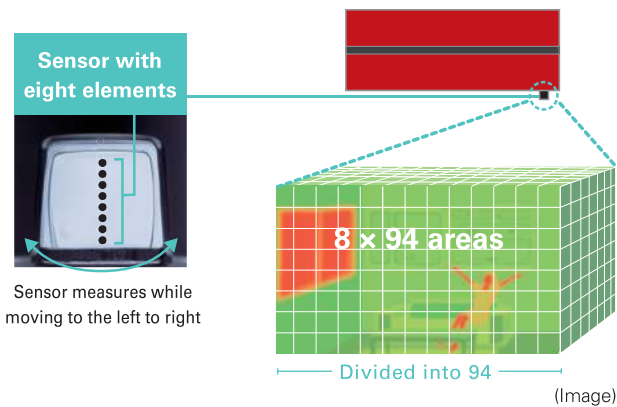 Sensor with
eight elements
Sensor measures while
moving to the left to right
8 × 94 areas
Divided into 94
(Image)